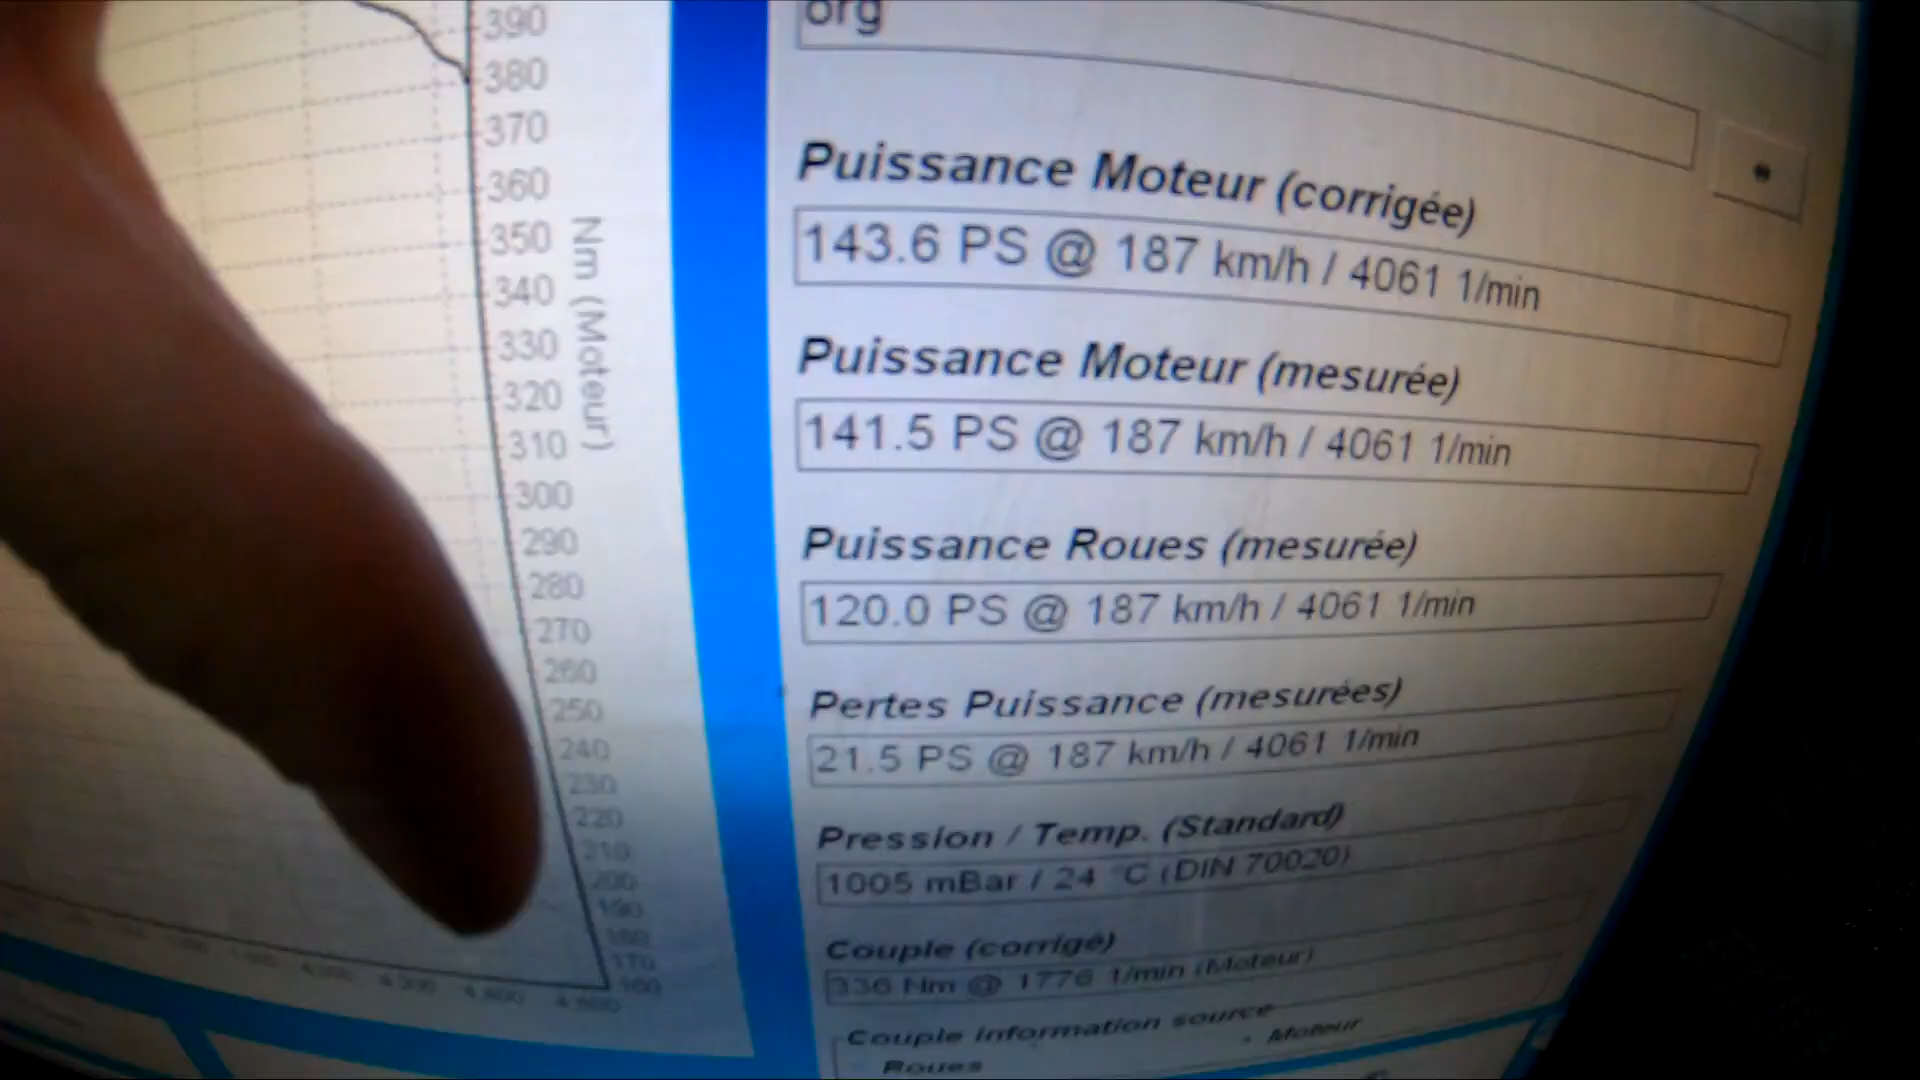 org
Puissance Moteur (corrigée)
143.6 PS @ 187 km/h / 4061 1/min
Puissance Moteur (mesurée)
141.5 PS @ 187 km/h / 4061 1/min
Puissance Roues (mesurée)
120.0 PS @ 187 km/h / 4061 1/min
Pertes Puissance (mesurées)
21.5 PS @ 187 km/h / 4061 1/min
Pression / Temp. (Standard)
1005 mBar / 24 °C (DIN 70020)
Couple (corrigé)
336 Nm @ 1776 1/min (Moteur)
Couple information source
Roues
Moteur
390
380
370
360
350
340
330
320
310
300
290
280
270
260
250
240
230
220
210
200
190
180
170
160
Nm (Moteur)